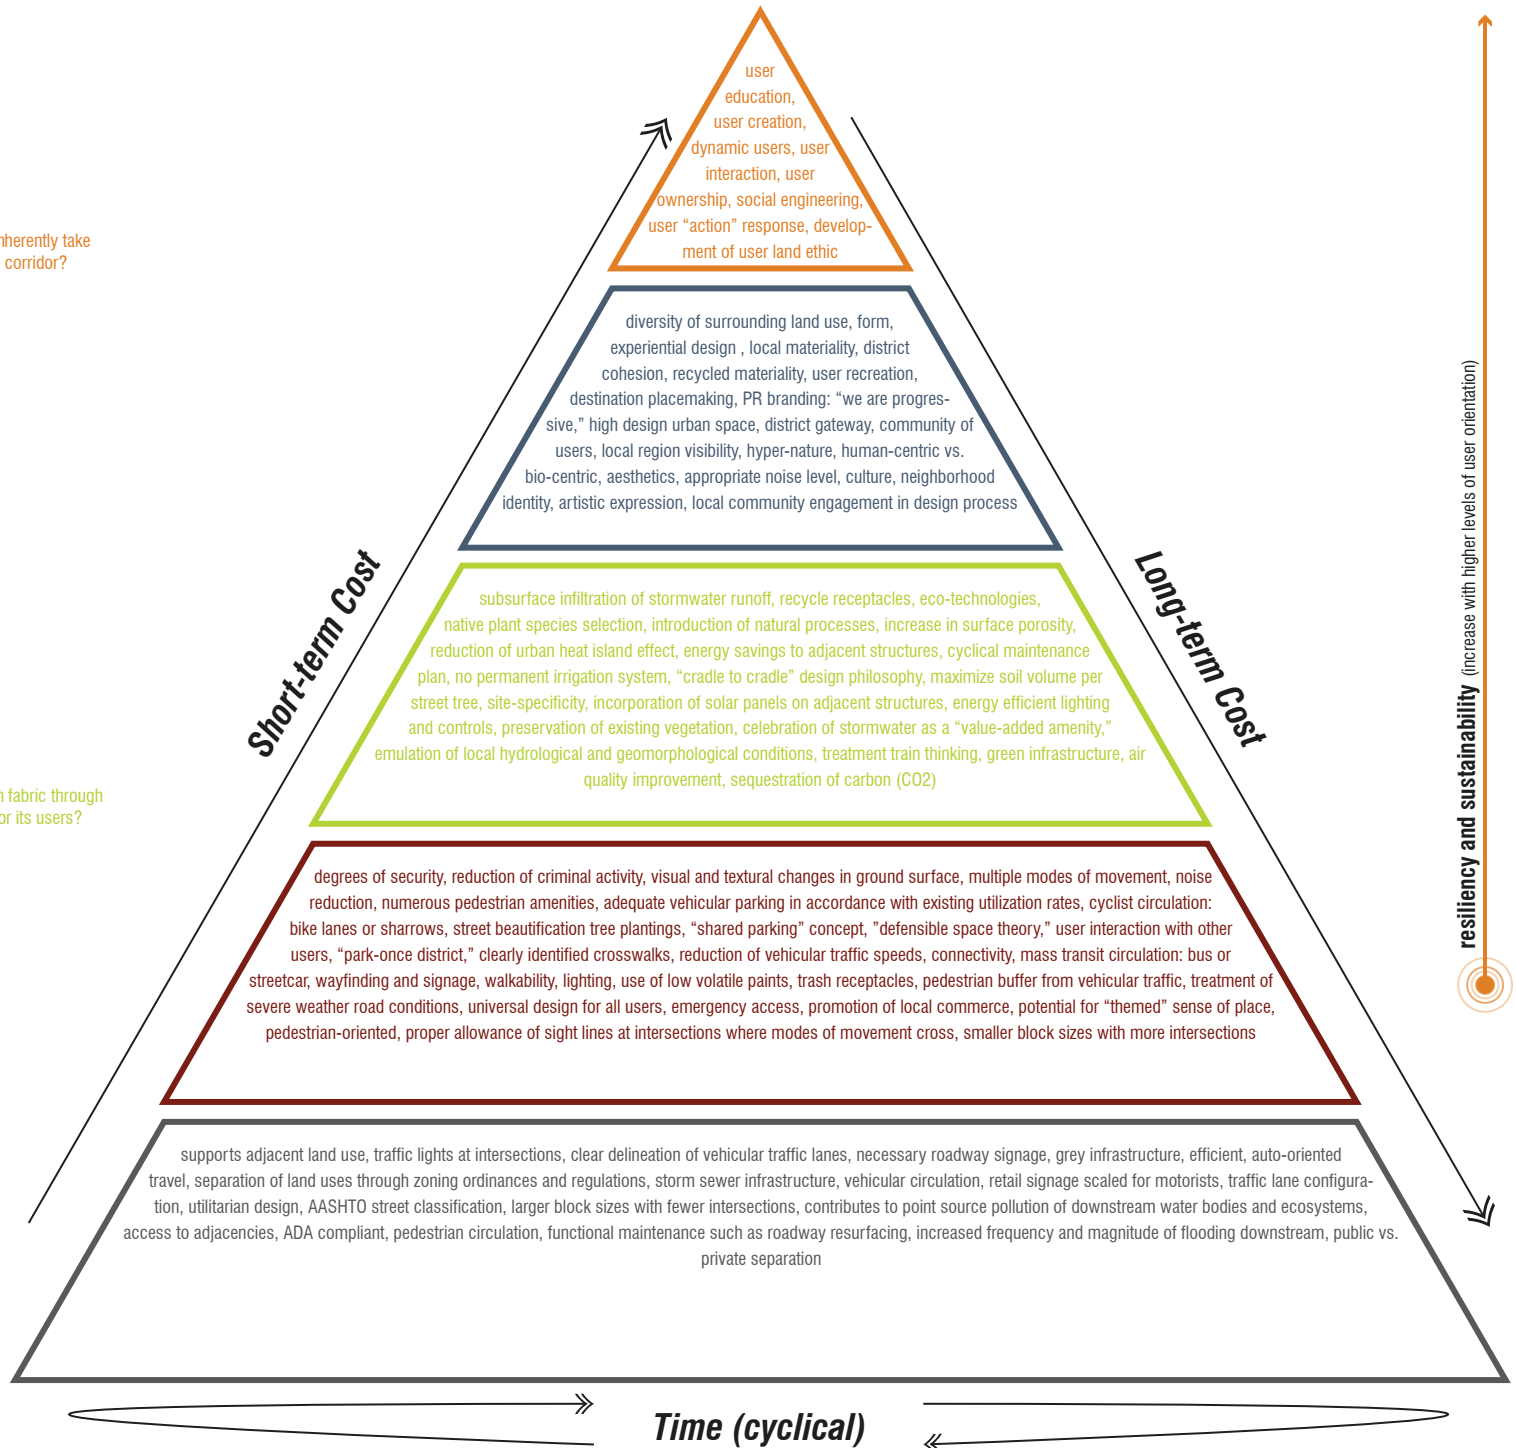 user
education,
user creation,
dynamic users, user
interaction, user
ownership, social engineering,
user “action” response, develop-
ment of user land ethic
take
corridor?
diversity of surrounding land use, form,
experiential design , local materiality, district
cohesion, recycled materiality, user recreation,
destination placemaking, PR branding: “we are progres-
sive,” high design urban space, district gateway, community of
users, local region visibility, hyper-nature, human-centric vs.
bio-centric, aesthetics, appropriate noise level, culture, neighborhood
identity, artistic expression, local community engagement in design process
Short-term Cost
Long-term Cost
resiliency and sustainability (increase with higher levels of user orientation)
subsurface infiltration of stormwater runoff, recycle receptacles, eco-technologies,
native plant species selection, introduction of natural processes, increase in surface porosity,
reduction of urban heat island effect, energy savings to adjacent structures, cyclical maintenance
plan, no permanent irrigation system, “cradle to cradle” design philosophy, maximize soil volume per
street tree, site-specificity, incorporation of solar panels on adjacent structures, energy efficient lighting
and controls, preservation of existing vegetation, celebration of stormwater as a “value-added amenity,”
emulation of local hydrological and geomorphological conditions, treatment train thinking, green infrastructure, air
quality improvement, sequestration of carbon (CO2)
fabric through
or its users?
degrees of security, reduction of criminal activity, visual and textural changes in ground surface, multiple modes of movement, noise
reduction, numerous pedestrian amenities, adequate vehicular parking in accordance with existing utilization rates, cyclist circulation:
bike lanes or sharrows, street beautification tree plantings, “shared parking” concept, ”defensible space theory,” user interaction with other
users, “park-once district,” clearly identified crosswalks, reduction of vehicular traffic speeds, connectivity, mass transit circulation: bus or
streetcar, wayfinding and signage, walkability, lighting, use of low volatile paints, trash receptacles, pedestrian buffer from vehicular traffic, treatment of
severe weather road conditions, universal design for all users, emergency access, promotion of local commerce, potential for “themed” sense of place,
pedestrian-oriented, proper allowance of sight lines at intersections where modes of movement cross, smaller block sizes with more intersections
supports adjacent land use, traffic lights at intersections, clear delineation of vehicular traffic lanes, necessary roadway signage, grey infrastructure, efficient, auto-oriented
travel, separation of land uses through zoning ordinances and regulations, storm sewer infrastructure, vehicular circulation, retail signage scaled for motorists, traffic lane configura-
tion, utilitarian design, AASHTO street classification, larger block sizes with fewer intersections, contributes to point source pollution of downstream water bodies and ecosystems,
access to adjacencies, ADA compliant, pedestrian circulation, functional maintenance such as roadway resurfacing, increased frequency and magnitude of flooding downstream, public vs.
private separation
Time (cyclical)